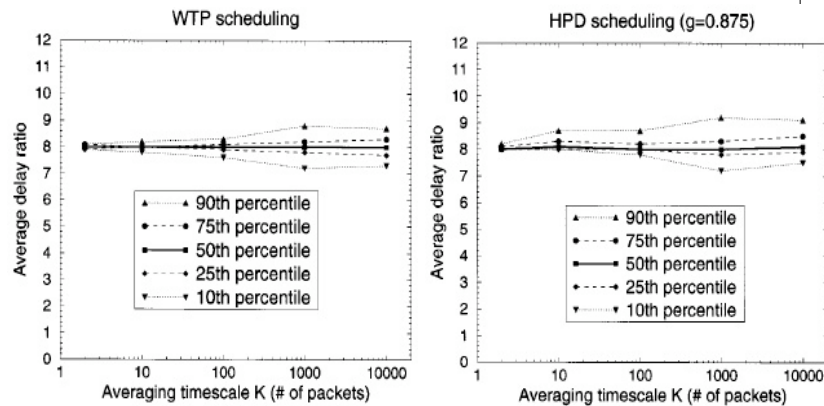 WTP scheduling
12
11
10
9
8
7
6
5
4
3
2
1
0
Average delay ratio
90th percentile
75th percentile
50th percentile
25th percentile
10th percentile
1 10 100 1000 10000
Averaging timescale K (# of packets)
HPD scheduling (g=0.875)
12
11
10
9
8
7
6
5
4
3
2
1
0
Average delay ratio
90th percentile
75th percentile
50th percentile
25th percentile
10th percentile
1 10 100 1000 10000
Averaging timescale K (# of packets)